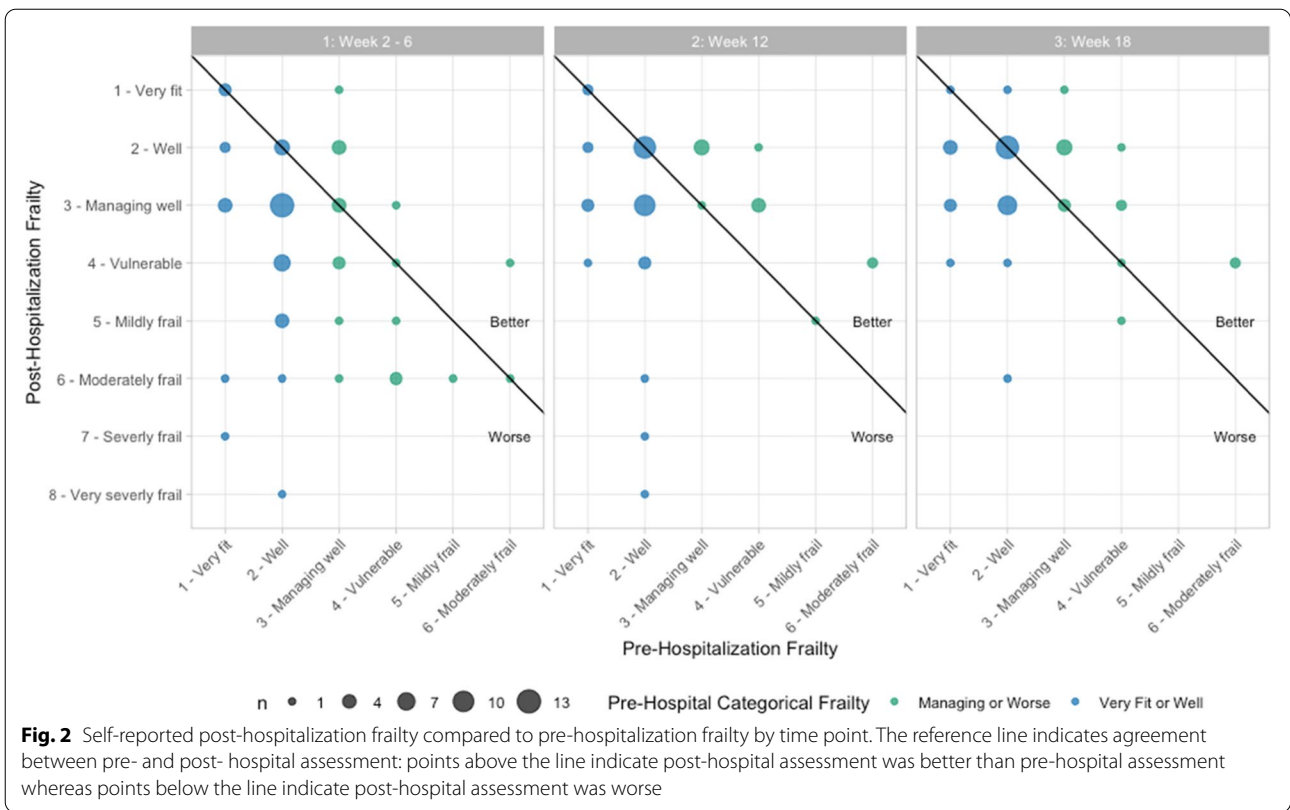 1: Week 2 - 6
2: Week 12
3: Week 18
Post-Hospitalization Frailty
1 - Very fit
2 - Well
3 - Managing well
4 - Vulnerable
5 - Mildly frail
6 - Moderately frail
7 - Severly frail
8 - Very severly frail
Better
Worse
Better
Worse
Better
Worse
1 - Very fit
2 - Well
3 - Managing well
4 - Vulnerable
5 - Mildly frail
6 - Moderately frail
1 - Very fit
2 - Well
3 - Managing well
4 - Vulnerable
5 - Mildly frail
6 - Moderately frail
1 - Very fit
2 - Well
3 - Managing well
4 - Vulnerable
5 - Mildly frail
6 - Moderately frail
Pre-Hospitalization Frailty
n 1 4 7 10 13 Pre-Hospital Categorical Frailty Managing or Worse Very Fit or Well
Fig. 2 Self-reported post-hospitalization frailty compared to pre-hospitalization frailty by time point. The reference line indicates agreement
between pre- and post- hospital assessment: points above the line indicate post-hospital assessment was better than pre-hospital assessment
whereas points below the line indicate post-hospital assessment was worse